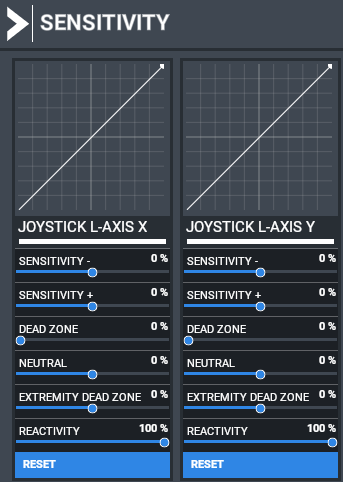 SENSITIVITY
JOYSTICK L-AXIS X
SENSITIVITY - 0 %
SENSITIVITY + 0 %
DEAD ZONE 0 %
NEUTRAL 0 %
EXTREMITY DEAD ZONE 0 %
REACTIVITY 100 %
RESET
JOYSTICK L-AXIS Y
SENSITIVITY - 0 %
SENSITIVITY + 0 %
DEAD ZONE 0 %
NEUTRAL 0 %
EXTREMITY DEAD ZONE 0 %
REACTIVITY 100 %
RESET